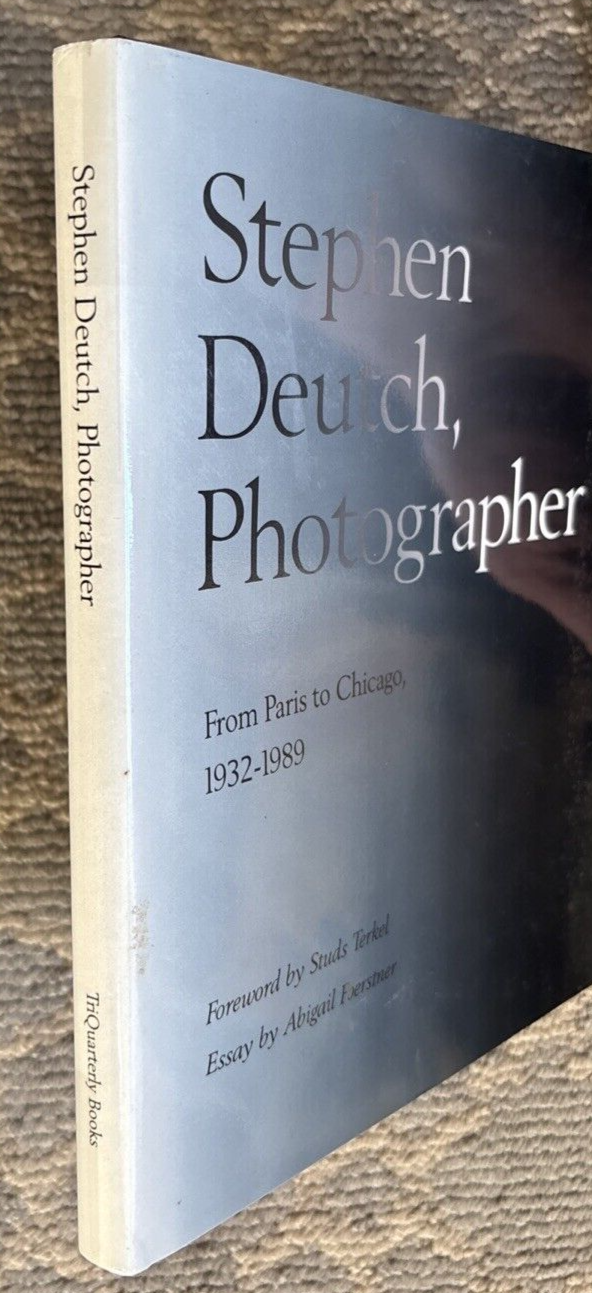 Stephen Deutch, Photographer
TriQuarterly Books
Stephen
Deutch,
Photographer
From Paris to Chicago,
1932-1989
Foreword by Studs Terkel
Essay by Abigail Foerstner